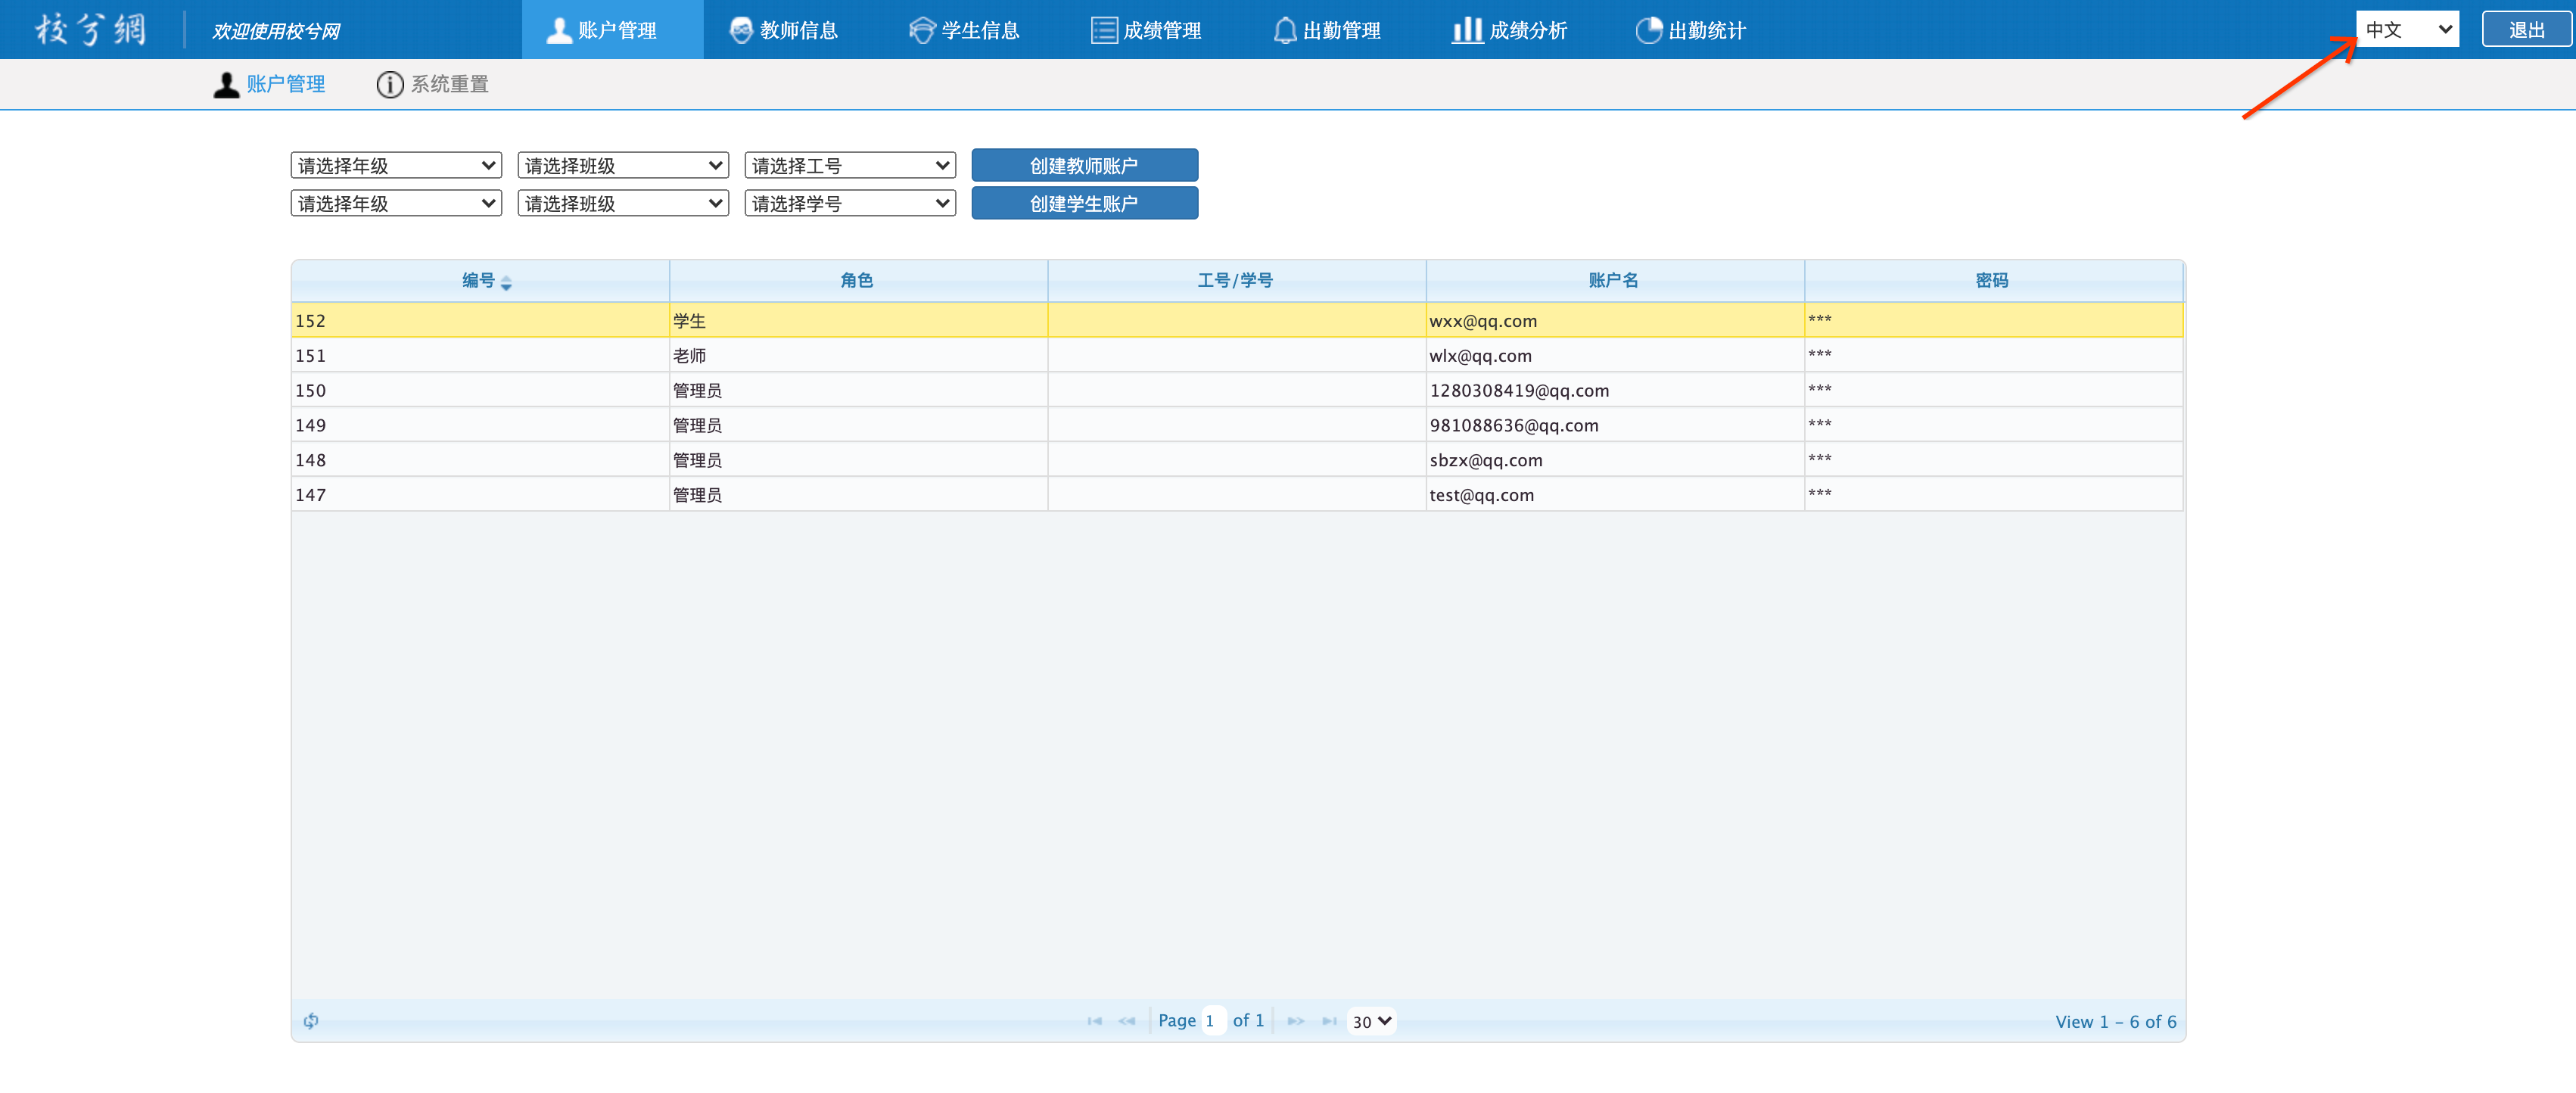 校兮網 欢迎使用校兮网 账户管理 教师信息 学生信息 成绩管理 出勤管理 成绩分析 出勤统计 中文 退出
账户管理 系统重置
请选择年级 请选择班级 请选择工号 创建教师账户
请选择年级 请选择班级 请选择学号 创建学生账户
编号 角色 工号/学号 账户名 密码
152 学生 wxx@qq.com ***
151 老师 wlx@qq.com ***
150 管理员 1280308419@qq.com ***
149 管理员 981088636@qq.com ***
148 管理员 sbzx@qq.com ***
147 管理员 test@qq.com ***
Page 1 of 1 30 View 1 - 6 of 6